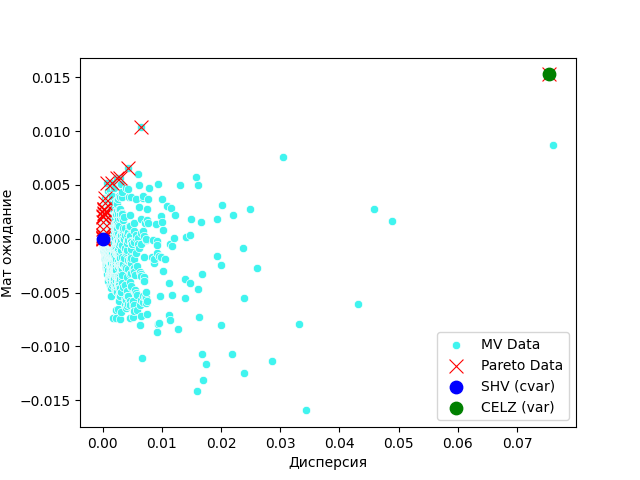 0.015
0.010
0.005
0.000
−0.005
−0.010
−0.015
Мат ожидание
0.00 0.01 0.02 0.03 0.04 0.05 0.06 0.07
Дисперсия
MV Data
Pareto Data
SHV (cvar)
CELZ (var)